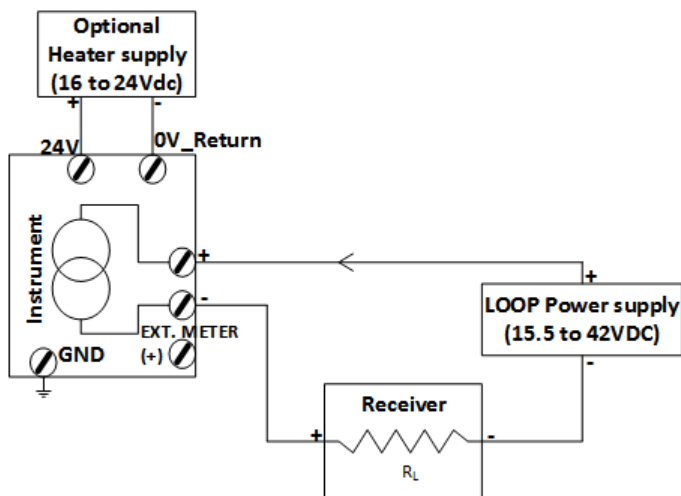 Optional
Heater supply
(16 to 24Vdc)
+ -
24V 0V_Return
Instrument
+
-
EXT. METER
(+)
GND
+
LOOP Power supply
(15.5 to 42VDC)
-
Receiver
+ -
RL